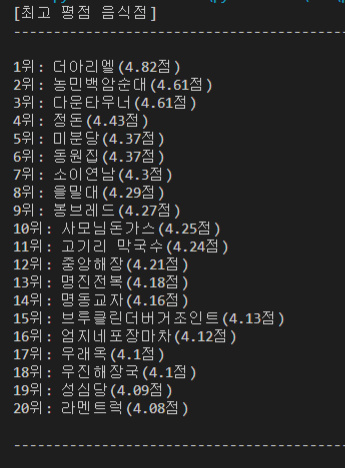 [최고 평점 음식점]
--------------------------------------------
1위: 더아리엘(4.82점)
2위: 농민백암순대(4.61점)
3위: 다운타우너(4.61점)
4위: 정돈(4.43점)
5위: 미분당(4.37점)
6위: 동원집(4.37점)
7위: 소이연남(4.3점)
8위: 을밀대(4.29점)
9위: 봉브레드(4.27점)
10위: 사모님돈가스(4.25점)
11위: 고기리 막국수(4.24점)
12위: 중앙해장(4.21점)
13위: 명진전복(4.18점)
14위: 명동교자(4.16점)
15위: 브루클린더버거조인트(4.13점)
16위: 엄지네포장마차(4.12점)
17위: 우래옥(4.1점)
18위: 우진해장국(4.1점)
19위: 성심당(4.09점)
20위: 라멘트럭(4.08점)
--------------------------------------------